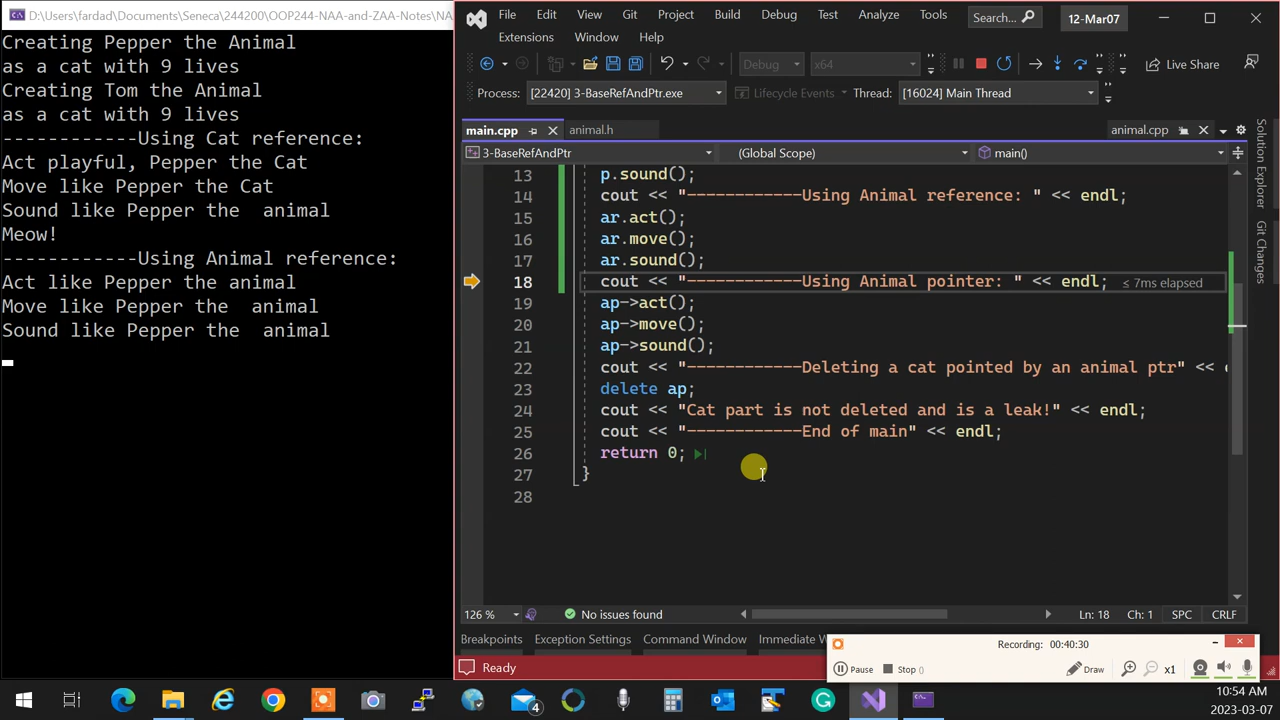 D:\Users\fardad\Documents\Seneca\244200\OOP244-NAA-and-ZAA-Notes\NA
Creating Pepper the Animal
as a cat with 9 lives
Creating Tom the Animal
as a cat with 9 lives
------------Using Cat reference:
Act playful, Pepper the Cat
Move like Pepper the Cat
Sound like Pepper the  animal
Meow!
------------Using Animal reference:
Act like Pepper the animal
Move like Pepper the  animal
Sound like Pepper the  animal
File Edit View Git Project Build Debug Test Analyze Tools Search... 12-Mar07
Extensions Window Help
Debug x64 Live Share
Process: [22420] 3-BaseRefAndPtr.exe Lifecycle Events Thread: [16024] Main Thread
main.cpp animal.h animal.cpp
3-BaseRefAndPtr (Global Scope) main()
13 p.sound();
14 cout << "------------Using Animal reference: " << endl;
15 ar.act();
16 ar.move();
17 ar.sound();
18 cout << "------------Using Animal pointer: " << endl; ≤ 7ms elapsed
19 ap->act();
20 ap->move();
21 ap->sound();
22 cout << "------------Deleting a cat pointed by an animal ptr" <<
23 delete ap;
24 cout << "Cat part is not deleted and is a leak!" << endl;
25 cout << "------------End of main" << endl;
26 return 0;
27 }
28
Solution Explorer
Git Changes
126 % No issues found Ln: 18 Ch: 1 SPC CRLF
Breakpoints Exception Settings Command Window Immediate W
Ready
Recording: 00:40:30
Pause Stop () Draw x1
4
10:54 AM
2023-03-07